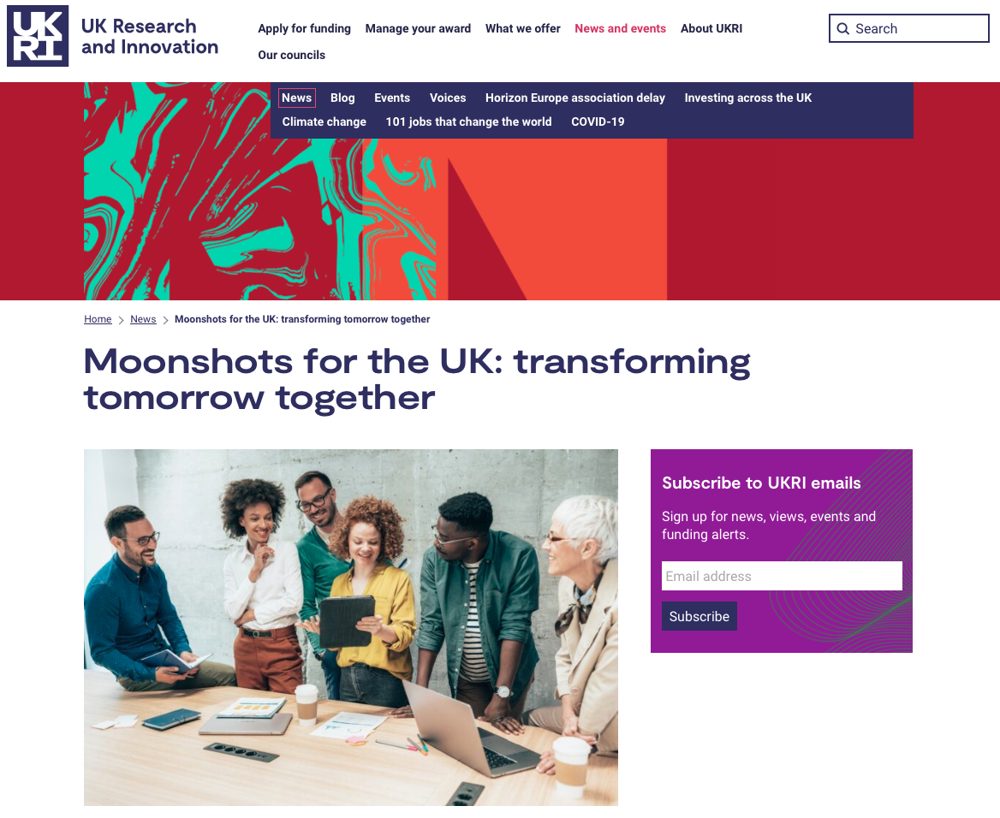 UK
RI
UK Research
and Innovation
Apply for funding Manage your award What we offer News and events About UKRI
Our councils
Search
News Blog Events Voices Horizon Europe association delay Investing across the UK
Climate change 101 jobs that change the world COVID-19
Home News Moonshots for the UK: transforming tomorrow together
Moonshots for the UK: transforming
tomorrow together
Subscribe to UKRI emails
Sign up for news, views, events and
funding alerts.
Email address
Subscribe